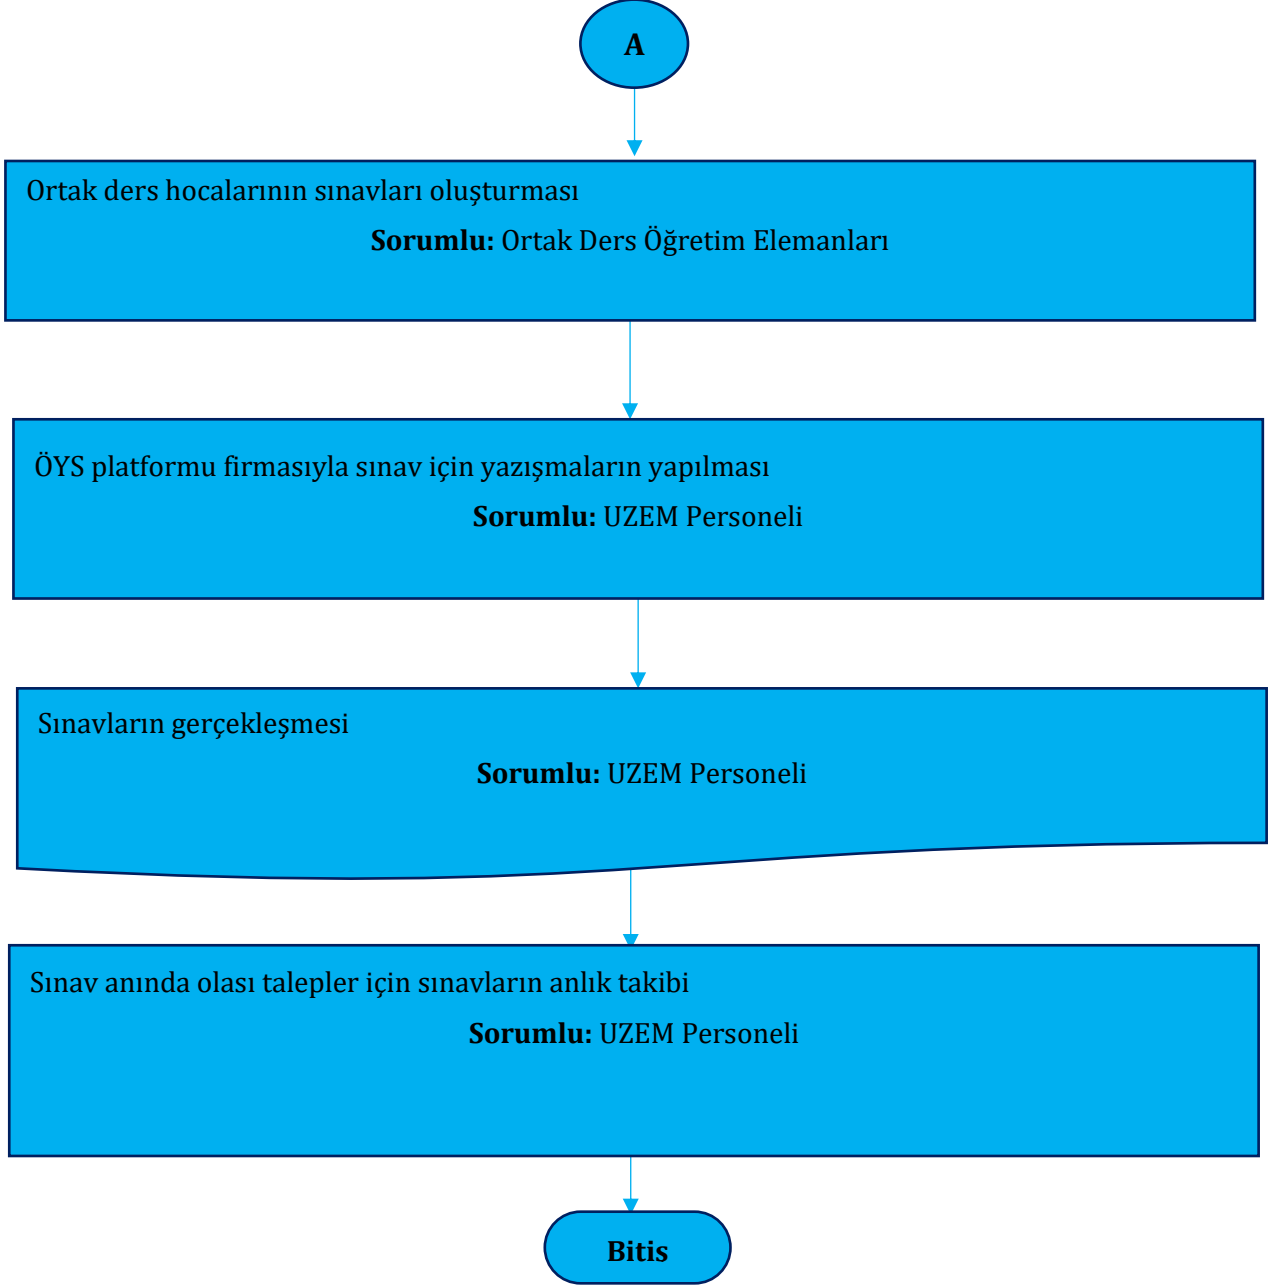 A
Ortak ders hocalarının sınavları oluşturması
Sorumlu: Ortak Ders Öğretim Elemanları
ÖYS platformu firmasıyla sınav için yazışmaların yapılması
Sorumlu: UZEM Personeli
Sınavların gerçekleşmesi
Sorumlu: UZEM Personeli
Sınav anında olası talepler için sınavların anlık takibi
Sorumlu: UZEM Personeli
Bitis